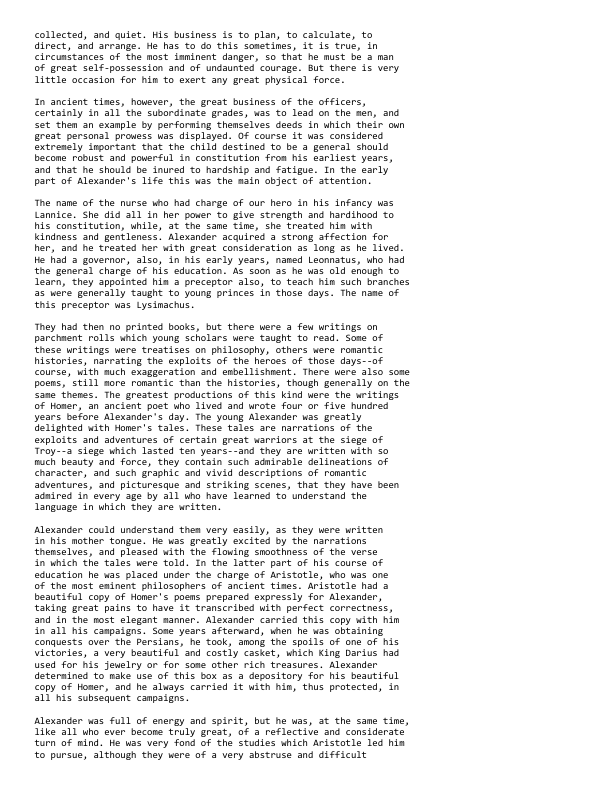 collected, and quiet. His business is to plan, to calculate, to
direct, and arrange. He has to do this sometimes, it is true, in
circumstances of the most imminent danger, so that he must be a man
of great self-possession and of undaunted courage. But there is very
little occasion for him to exert any great physical force.

In ancient times, however, the great business of the officers,
certainly in all the subordinate grades, was to lead on the men, and
set them an example by performing themselves deeds in which their own
great personal prowess was displayed. Of course it was considered
extremely important that the child destined to be a general should
become robust and powerful in constitution from his earliest years,
and that he should be inured to hardship and fatigue. In the early
part of Alexander's life this was the main object of attention.

The name of the nurse who had charge of our hero in his infancy was
Lannice. She did all in her power to give strength and hardihood to
his constitution, while, at the same time, she treated him with
kindness and gentleness. Alexander acquired a strong affection for
her, and he treated her with great consideration as long as he lived.
He had a governor, also, in his early years, named Leonnatus, who had
the general charge of his education. As soon as he was old enough to
learn, they appointed him a preceptor also, to teach him such branches
as were generally taught to young princes in those days. The name of
this preceptor was Lysimachus.

They had then no printed books, but there were a few writings on
parchment rolls which young scholars were taught to read. Some of
these writings were treatises on philosophy, others were romantic
histories, narrating the exploits of the heroes of those days--of
course, with much exaggeration and embellishment. There were also some
poems, still more romantic than the histories, though generally on the
same themes. The greatest productions of this kind were the writings
of Homer, an ancient poet who lived and wrote four or five hundred
years before Alexander's day. The young Alexander was greatly
delighted with Homer's tales. These tales are narrations of the
exploits and adventures of certain great warriors at the siege of
Troy--a siege which lasted ten years--and they are written with so
much beauty and force, they contain such admirable delineations of
character, and such graphic and vivid descriptions of romantic
adventures, and picturesque and striking scenes, that they have been
admired in every age by all who have learned to understand the
language in which they are written.

Alexander could understand them very easily, as they were written
in his mother tongue. He was greatly excited by the narrations
themselves, and pleased with the flowing smoothness of the verse
in which the tales were told. In the latter part of his course of
education he was placed under the charge of Aristotle, who was one
of the most eminent philosophers of ancient times. Aristotle had a
beautiful copy of Homer's poems prepared expressly for Alexander,
taking great pains to have it transcribed with perfect correctness,
and in the most elegant manner. Alexander carried this copy with him
in all his campaigns. Some years afterward, when he was obtaining
conquests over the Persians, he took, among the spoils of one of his
victories, a very beautiful and costly casket, which King Darius had
used for his jewelry or for some other rich treasures. Alexander
determined to make use of this box as a depository for his beautiful
copy of Homer, and he always carried it with him, thus protected, in
all his subsequent campaigns.

Alexander was full of energy and spirit, but he was, at the same time,
like all who ever become truly great, of a reflective and considerate
turn of mind. He was very fond of the studies which Aristotle led him
to pursue, although they were of a very abstruse and difficult